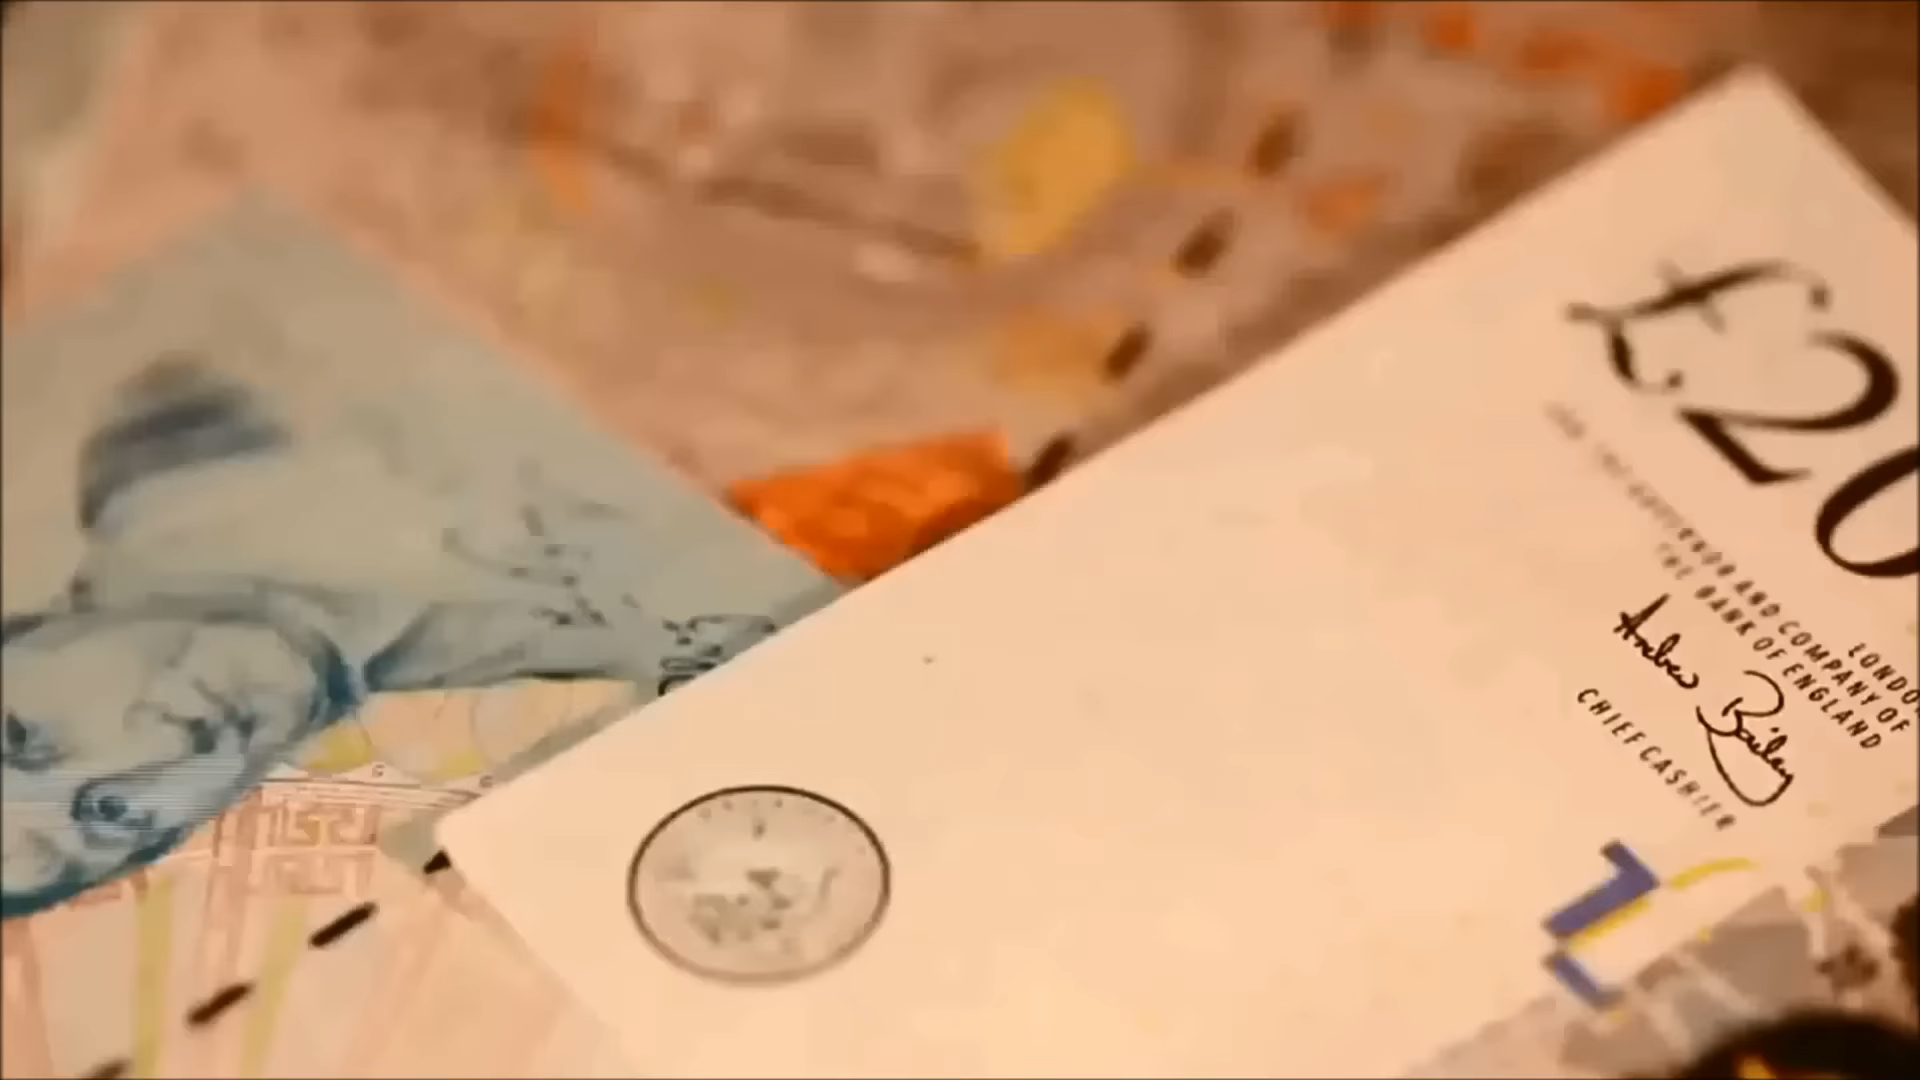 £20
LONDON
FOR THE GOVERNOR AND COMPANY OF
THE BANK OF ENGLAND
Andrew Bailey
CHIEF CASHIER